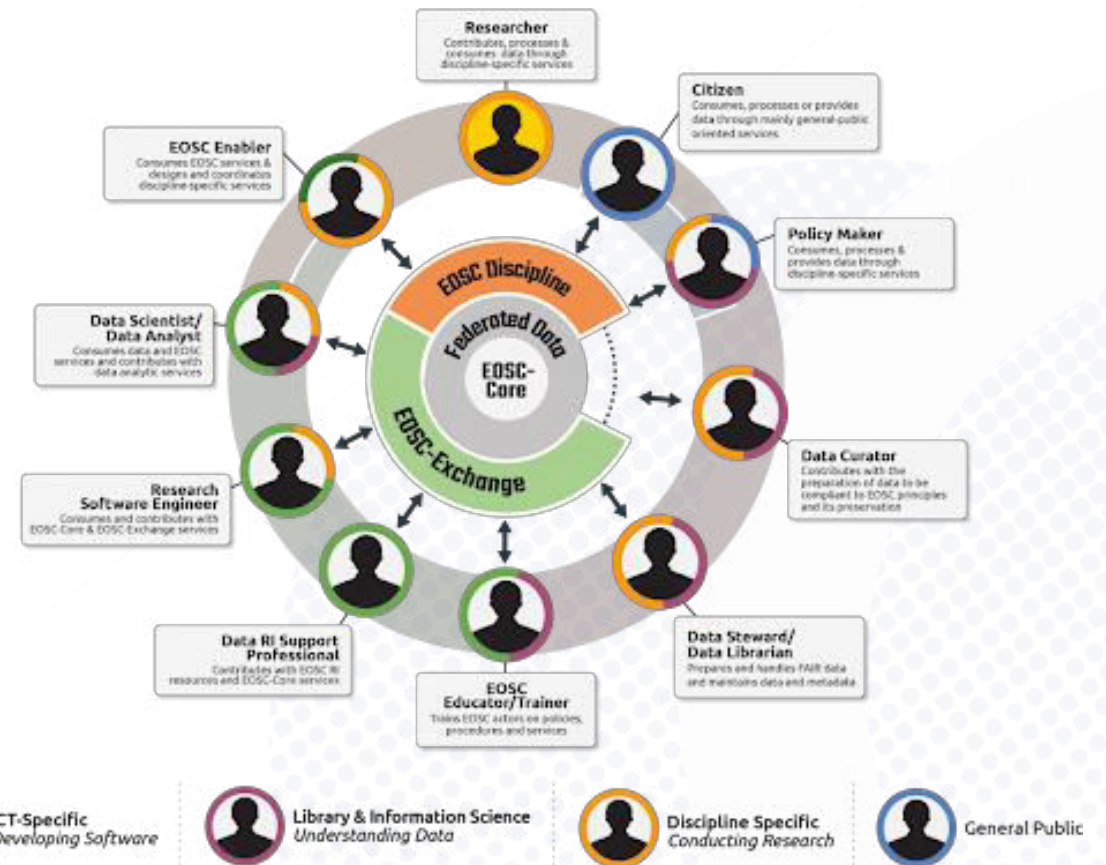 Researcher
Contributes, processes &
consumes data through
discipline-specific services
Citizen
Consumes, processes or provides
data through mainly general-public
oriented services
EOSC Enabler
Consumes EOSC services &
designs and coordinates
discipline-specific services
Policy Maker
Consumes, processes &
provides data through
discipline-specific services
EOSC Discipline
Federated Data
EOSC-
Core
EOSC-Exchange
Data Scientist/
Data Analyst
Consumes data and EOSC
services and contributes with
data analytic services
Data Curator
Contributes with the
preparation of data to be
compliant to EOSC principles
and its preservation
Research
Software Engineer
Consumes and contributes with
EOSC-Core & EOSC-Exchange services
Data RI Support
Professional
Contributes with EOSC RI
resources and EOSC-Core services
EOSC
Educator/Trainer
Trains EOSC actors on policies,
procedures and services
Data Steward/
Data Librarian
Prepares and handles FAIR data
and maintains data and metadata
CT-Specific
Developing Software
Library & Information Science
Understanding Data
Discipline Specific
Conducting Research
General Public